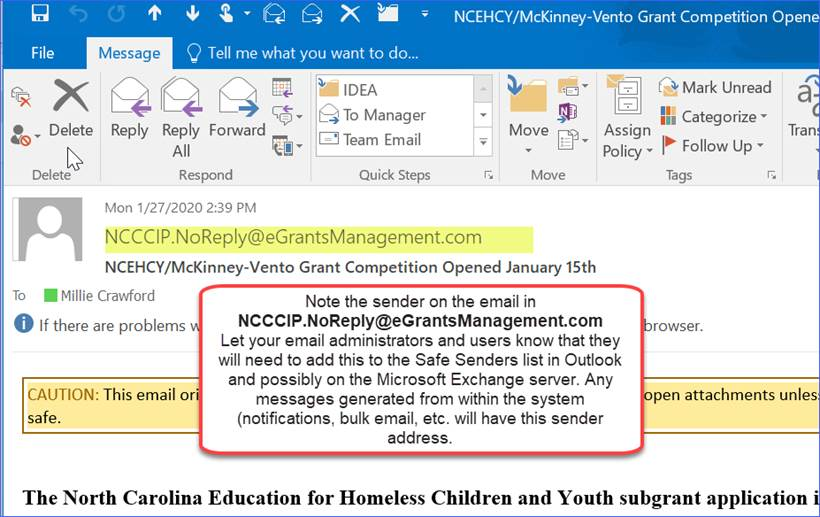 NCEHCY/McKinney-Vento Grant Competition Opened
File Message Tell me what you want to do...
IDEA
To Manager
Team Email
Delete
Reply
Reply All
Forward
Move
Assign Policy
Mark Unread
Categorize
Follow Up
Delete Respond Quick Steps Move Tags
Mon 1/27/2020 2:39 PM
NCCCIP.NoReply@eGrantsManagement.com
NCEHCY/McKinney-Vento Grant Competition Opened January 15th
To Millie Crawford
If there are problems w
browser.
CAUTION: This email ori
open attachments unles
safe.
Note the sender on the email in
NCCCIP.NoReply@eGrantsManagement.com
Let your email administrators and users know that they
will need to add this to the Safe Senders list in Outlook
and possibly on the Microsoft Exchange server. Any
messages generated from within the system
(notifications, bulk email, etc. will have this sender
address.
The North Carolina Education for Homeless Children and Youth subgrant application i